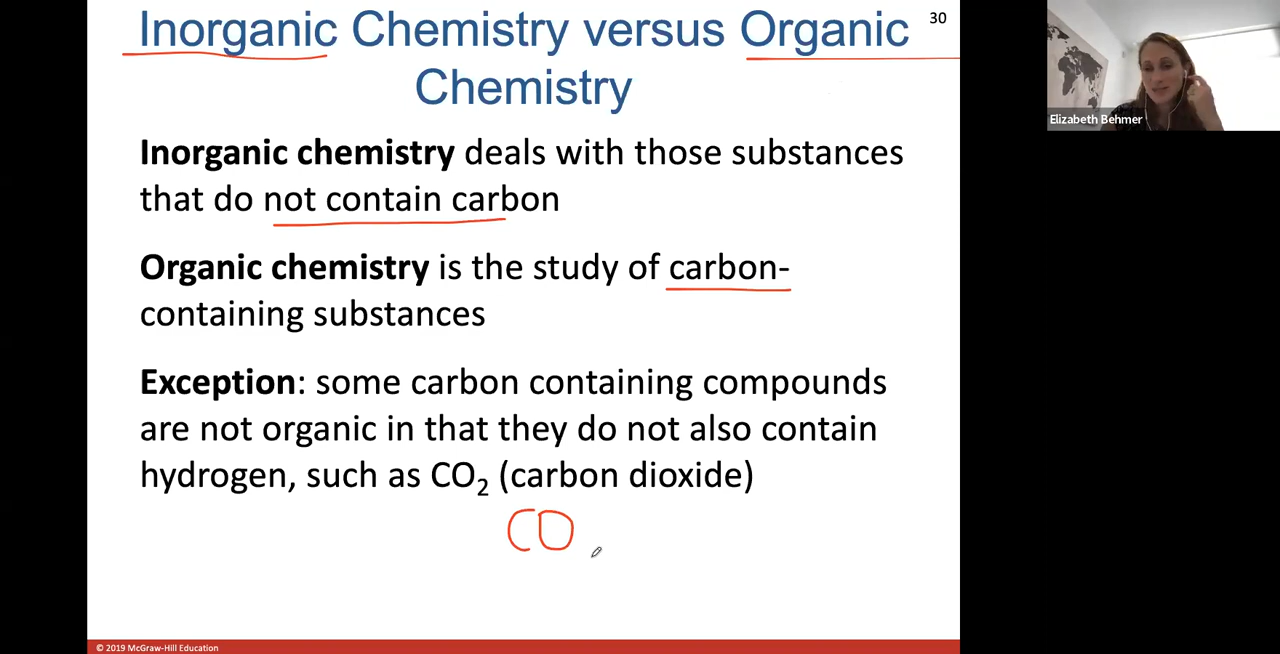 Inorganic Chemistry versus Organic
Chemistry
30
Elizabeth Behmer
Inorganic chemistry deals with those substances
that do not contain carbon
Organic chemistry is the study of carbon-
containing substances
Exception: some carbon containing compounds
are not organic in that they do not also contain
hydrogen, such as CO₂ (carbon dioxide)
CO
© 2019 McGraw-Hill Education